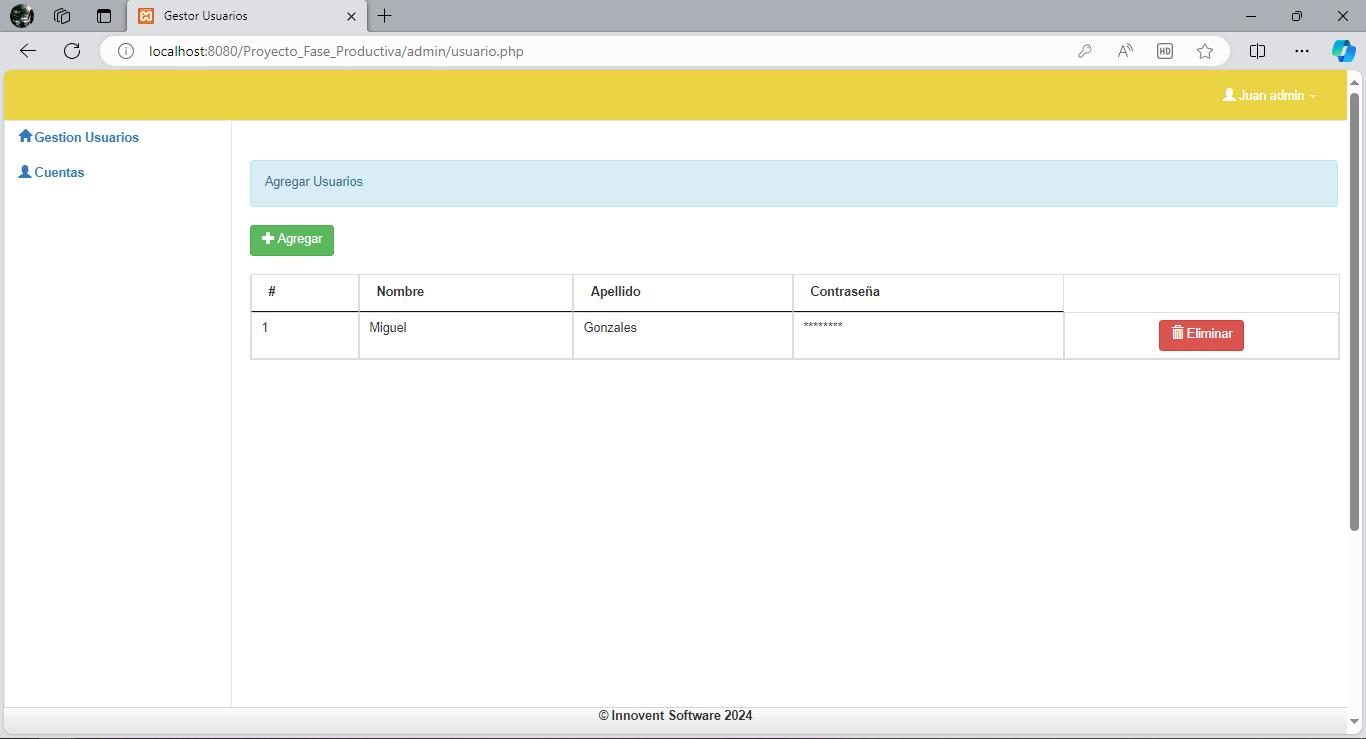 Gestor Usuarios
localhost:8080/Proyecto_Fase_Productiva/admin/usuario.php
HD
Juan admin
Gestion Usuarios
Cuentas
Agregar Usuarios
Agregar
# Nombre Apellido Contraseña
1 Miguel Gonzales ******** Eliminar
© Innovent Software 2024